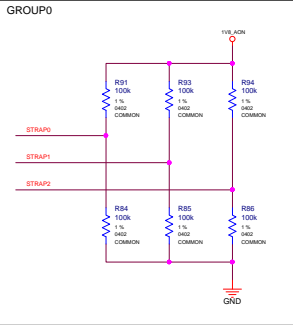 GROUP0
1V8_AON
R91
100k
1 %
0402
COMMON
R93
100k
1 %
0402
COMMON
R94
100k
1 %
0402
COMMON
STRAP0
STRAP1
STRAP2
R84
100k
1 %
0402
COMMON
R85
100k
1 %
0402
COMMON
R86
100k
1 %
0402
COMMON
GND